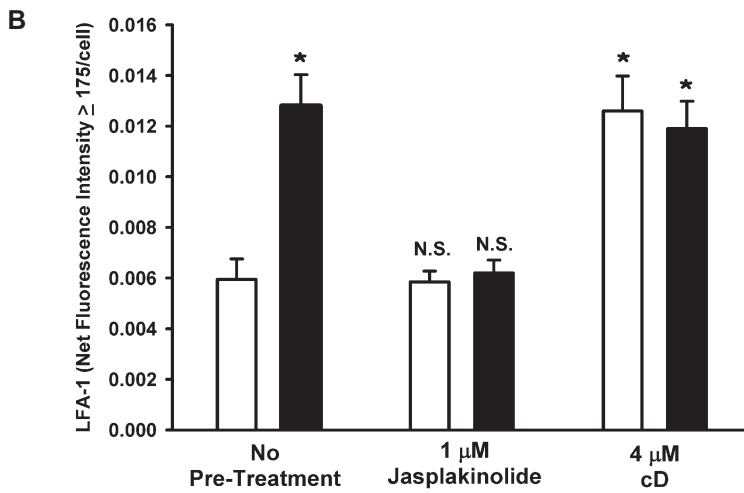 B
LFA-1 (Net Fluorescence Intensity ≥ 175/cell)
0.016
0.014
0.012
0.010
0.008
0.006
0.004
0.002
0.000
*
N.S.
N.S.
*
*
No
Pre-Treatment
1 μM
Jasplakinolide
4 μM
cD